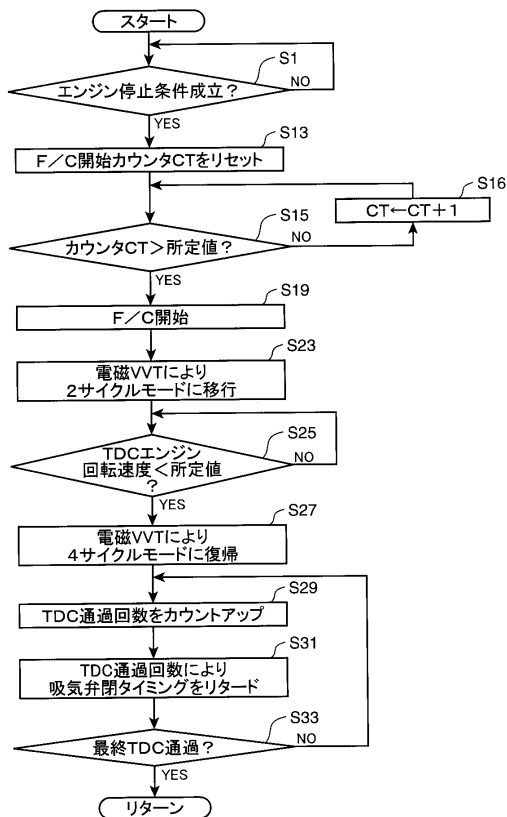 スタート
S1
エンジン停止条件成立?
NO
YES
S13
F/C開始カウンタCTをリセット
S16
CT←CT+1
S15
カウンタCT>所定値?
NO
YES
S19
F/C開始
S23
電磁VVTにより
2サイクルモードに移行
S25
TDCエンジン
回転速度<所定値
?
NO
YES
S27
電磁VVTにより
4サイクルモードに復帰
S29
TDC通過回数をカウントアップ
S31
TDC通過回数により
吸気弁閉タイミングをリタード
S33
最終TDC通過?
NO
YES
リターン